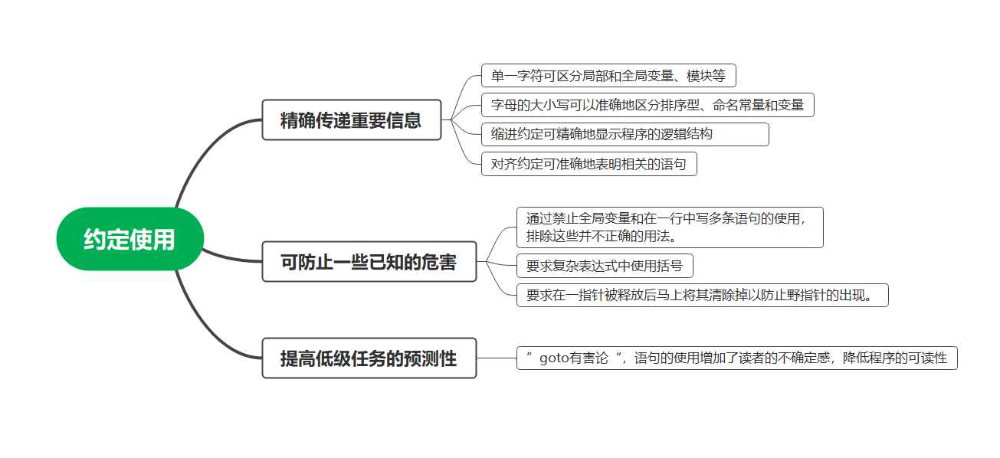 约定使用
精确传递重要信息
单一字符可区分局部和全局变量、模块等
字母的大小写可以准确地区分排序型、命名常量和变量
缩进约定可精确地显示程序的逻辑结构
对齐约定可准确地表明相关的语句
可防止一些已知的危害
通过禁止全局变量和在一行中写多条语句的使用，
排除这些并不正确的用法。
要求复杂表达式中使用括号
要求在一指针被释放后马上将其清除掉以防止野指针的出现。
提高低级任务的预测性
”goto有害论“，语句的使用增加了读者的不确定感，降低程序的可读性